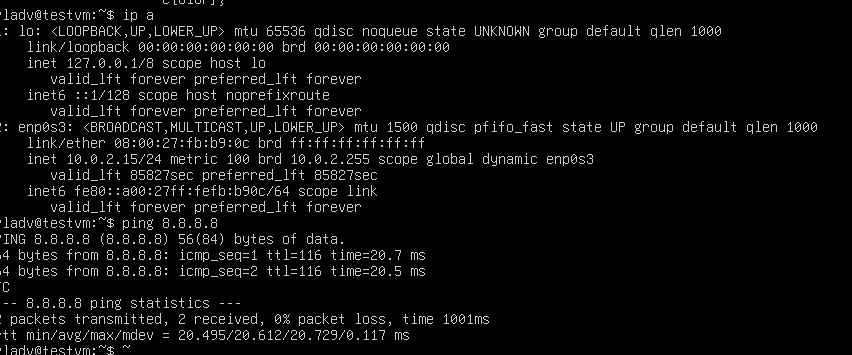 c[olor]}
ladv@testvm:~$ ip a
: lo: <LOOPBACK,UP,LOWER_UP> mtu 65536 qdisc noqueue state UNKNOWN group default qlen 1000
link/loopback 00:00:00:00:00:00 brd 00:00:00:00:00:00
inet 127.0.0.1/8 scope host lo
valid_lft forever preferred_lft forever
inet6 ::1/128 scope host noprefixroute
valid_lft forever preferred_lft forever
2: enp0s3: <BROADCAST,MULTICAST,UP,LOWER_UP> mtu 1500 qdisc pfifo_fast state UP group default qlen 1000
link/ether 08:00:27:fb:b9:0c brd ff:ff:ff:ff:ff:ff
inet 10.0.2.15/24 metric 100 brd 10.0.2.255 scope global dynamic enp0s3
valid_lft 85827sec preferred_lft 85827sec
inet6 fe80::a00:27ff:fefb:b90c/64 scope link
valid_lft forever preferred_lft forever
ladv@testvm:~$ ping 8.8.8.8
PING 8.8.8.8 (8.8.8.8) 56(84) bytes of data.
64 bytes from 8.8.8.8: icmp_seq=1 ttl=116 time=20.7 ms
64 bytes from 8.8.8.8: icmp_seq=2 ttl=116 time=20.5 ms
^C
--- 8.8.8.8 ping statistics ---
2 packets transmitted, 2 received, 0% packet loss, time 1001ms
rtt min/avg/max/mdev = 20.495/20.612/20.729/0.117 ms
ladv@testvm:~$ ~